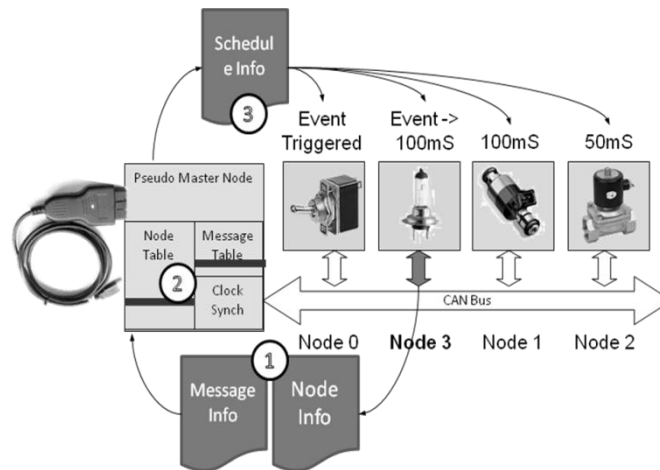 Schedul
e Info
3
Event
Triggered
Event ->
100mS
100mS
50mS
Pseudo Master Node
Node
Table
Message
Table
2
Clock
Synch
CAN Bus
Node 0
Node 3
Node 1
Node 2
1
Message
Info
Node
Info